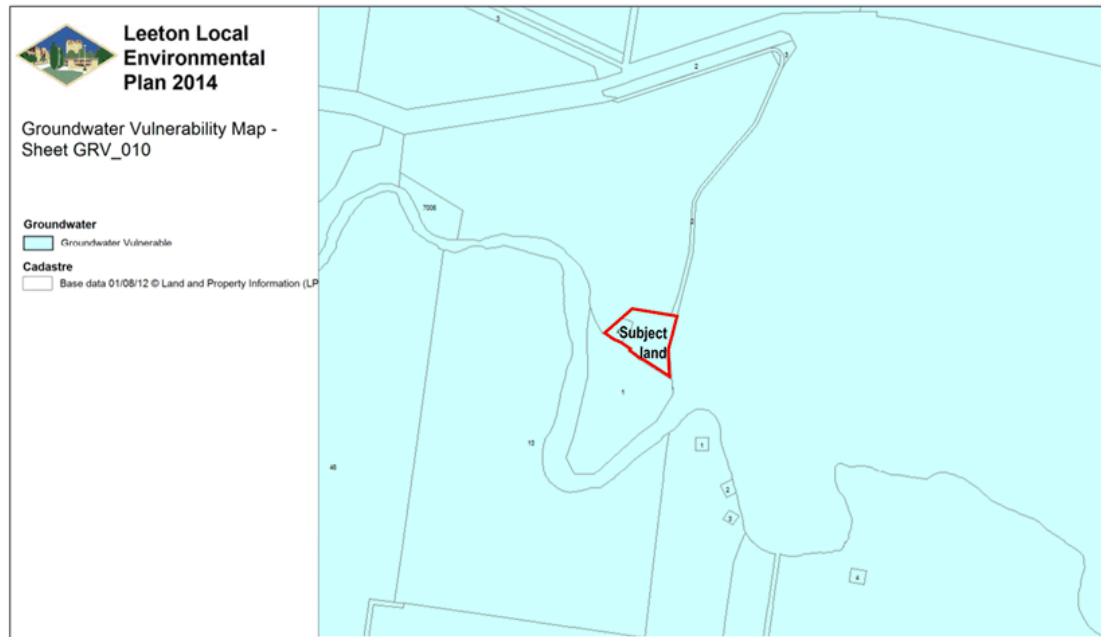 Leeton Local
Environmental
Plan 2014
Groundwater Vulnerability Map -
Sheet GRV_010
Groundwater
Groundwater Vulnerable
Cadastre
Base data 01/08/12 © Land and Property Information (LP
3
2
3
7006
2
Subject
land
1
13
46
1
2
3
4